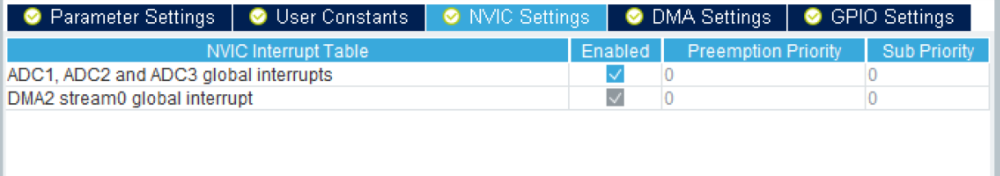 Parameter Settings User Constants NVIC Settings DMA Settings GPIO Settings
NVIC Interrupt Table Enabled Preemption Priority Sub Priority
ADC1, ADC2 and ADC3 global interrupts 0 0
DMA2 stream0 global interrupt 0 0